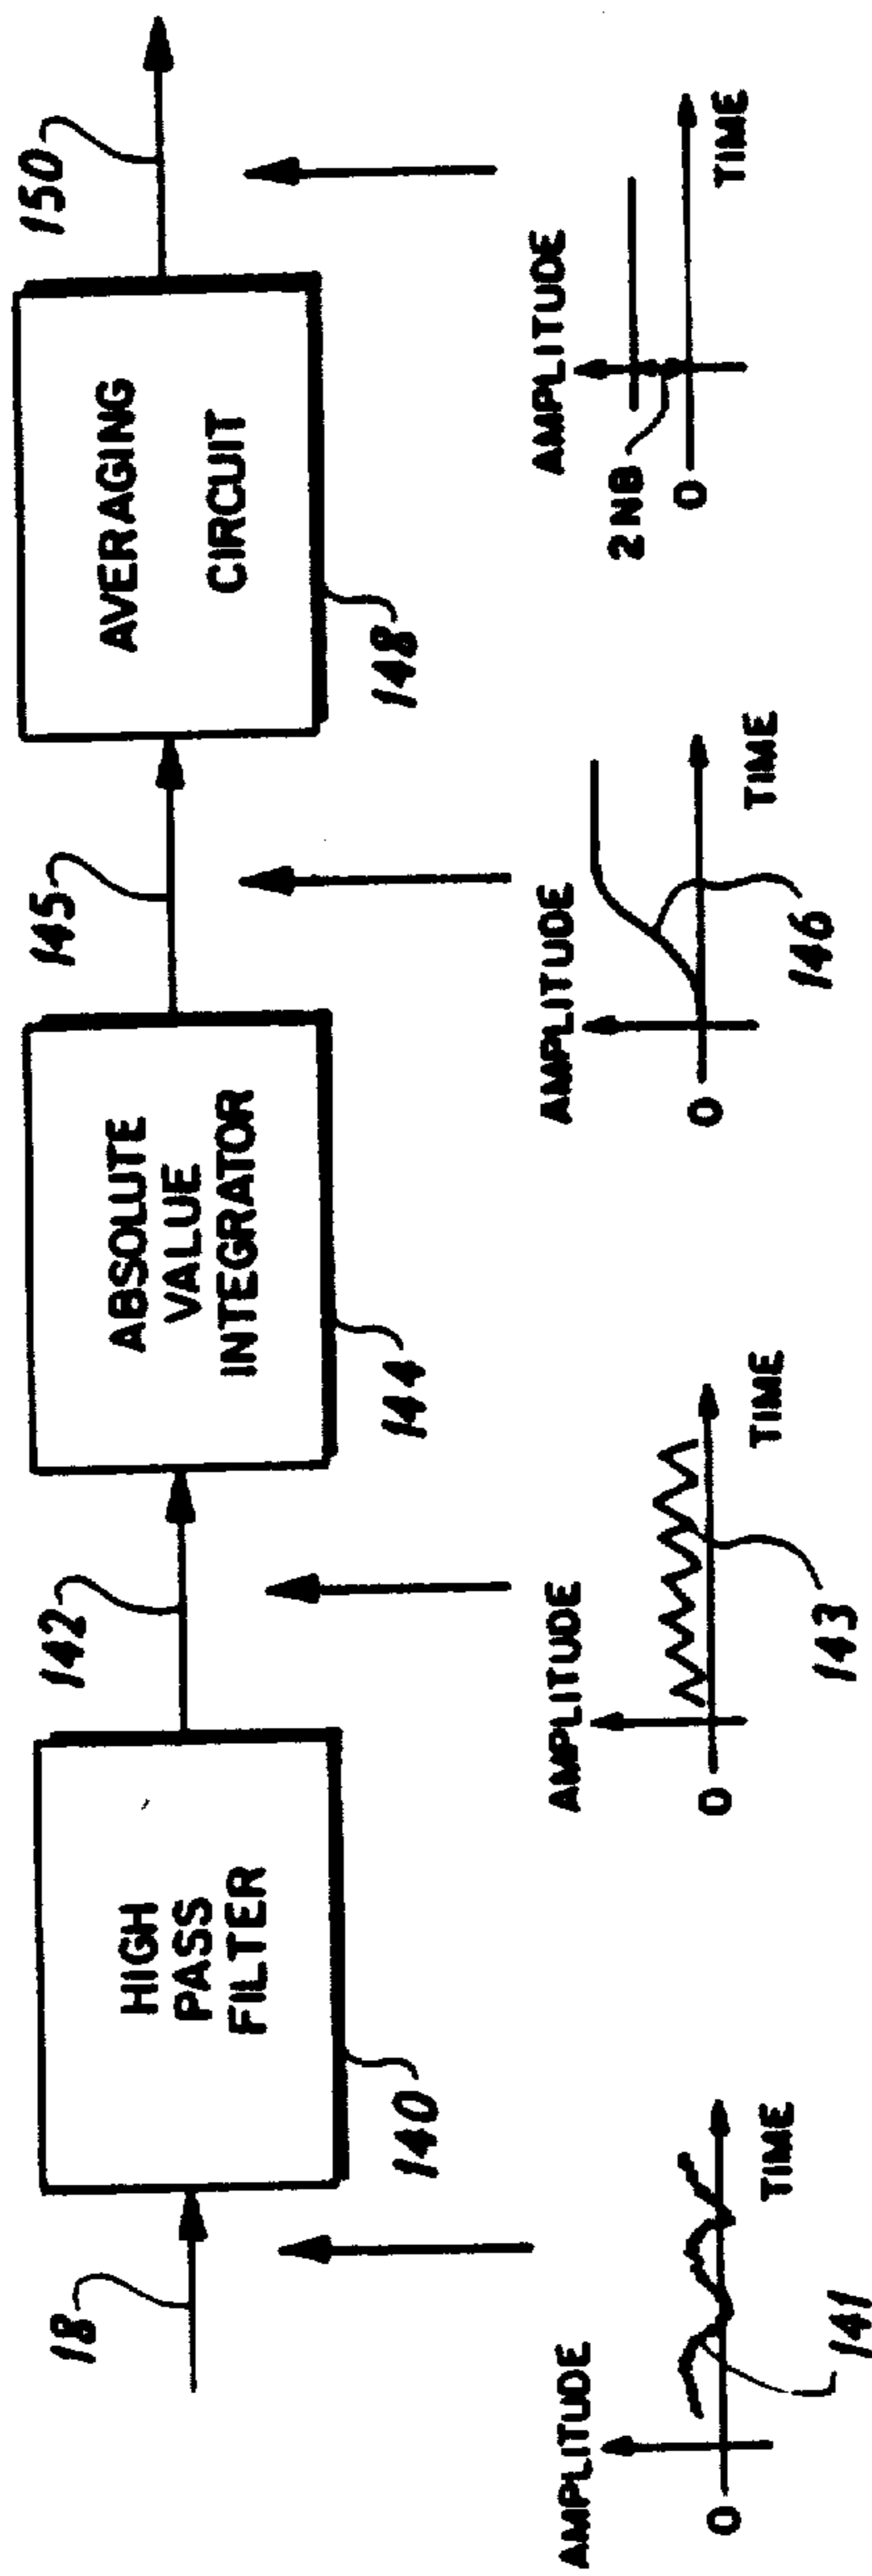 18
HIGH
PASS
FILTER
140
142
ABSOLUTE
VALUE
INTEGRATOR
144
145
AVERAGING
CIRCUIT
148
150
AMPLITUDE
0
TIME
141
AMPLITUDE
0
TIME
143
AMPLITUDE
0
TIME
146
AMPLITUDE
2NB
0
TIME